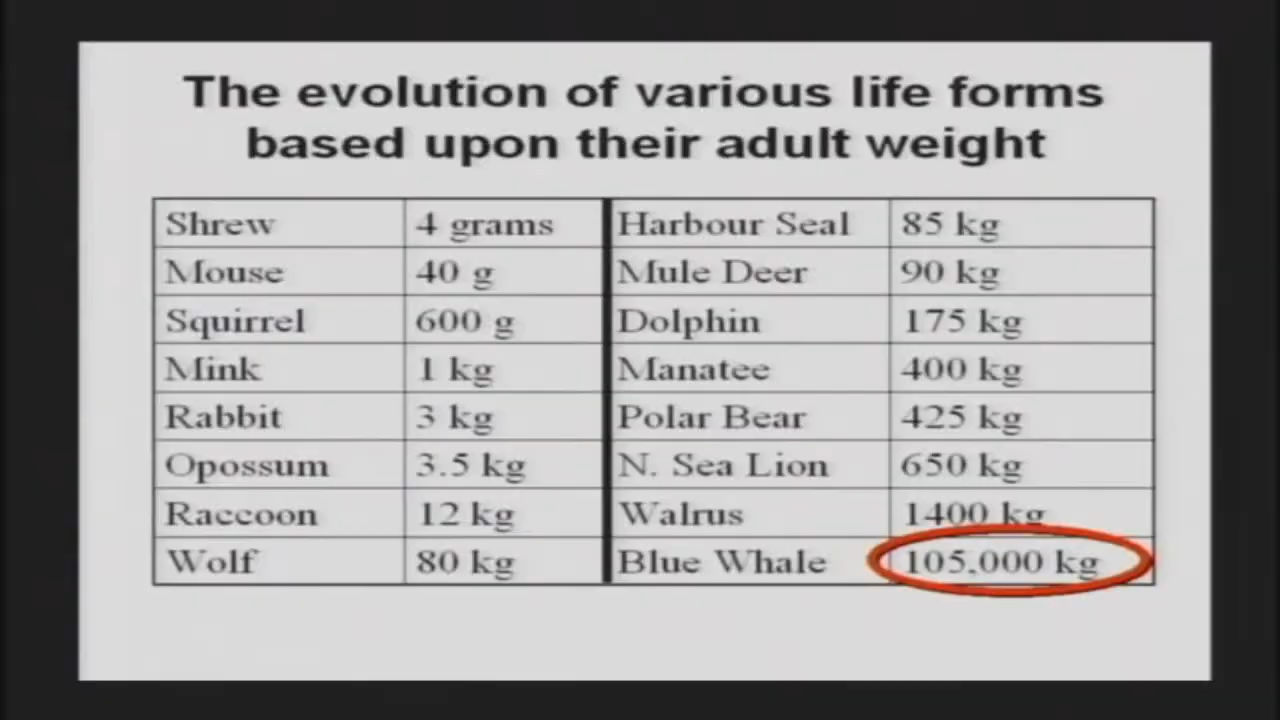 The evolution of various life forms
based upon their adult weight
Shrew 4 grams Harbour Seal 85 kg
Mouse 40 g Mule Deer 90 kg
Squirrel 600 g Dolphin 175 kg
Mink 1 kg Manatee 400 kg
Rabbit 3 kg Polar Bear 425 kg
Opossum 3.5 kg N. Sea Lion 650 kg
Raccoon 12 kg Walrus 1400 kg
Wolf 80 kg Blue Whale 105,000 kg